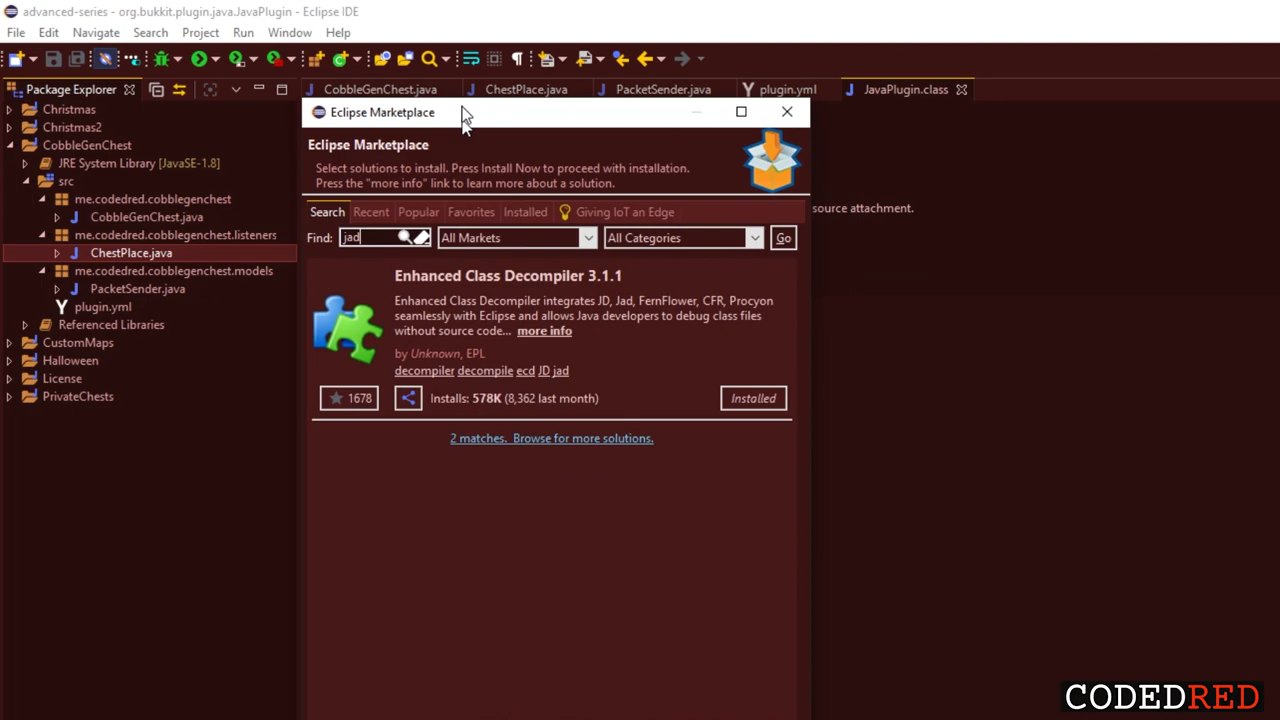 advanced-series - org.bukkit.plugin.java.JavaPlugin - Eclipse IDE
File Edit Navigate Search Project Run Window Help
Package Explorer
CobbleGenChest.java ChestPlace.java PacketSender.java plugin.yml JavaPlugin.class
Christmas
Christmas2
CobbleGenChest
JRE System Library [JavaSE-1.8]
src
me.codedred.cobblegenchest
CobbleGenChest.java
me.codedred.cobblegenchest.listeners
ChestPlace.java
me.codedred.cobblegenchest.models
PacketSender.java
plugin.yml
Referenced Libraries
CustomMaps
Halloween
License
PrivateChests
Eclipse Marketplace
Eclipse Marketplace
Select solutions to install. Press Install Now to proceed with installation.
Press the "more info" link to learn more about a solution.
Search Recent Popular Favorites Installed Giving IoT an Edge
source attachment.
Find: jad All Markets All Categories Go
Enhanced Class Decompiler 3.1.1
Enhanced Class Decompiler integrates JD, Jad, FernFlower, CFR, Procyon
seamlessly with Eclipse and allows Java developers to debug class files
without source code... more info
by Unknown, EPL
decompiler decompile ecd JD jad
1678 Installs: 578K (8,362 last month) Installed
2 matches. Browse for more solutions.
CODEDRED